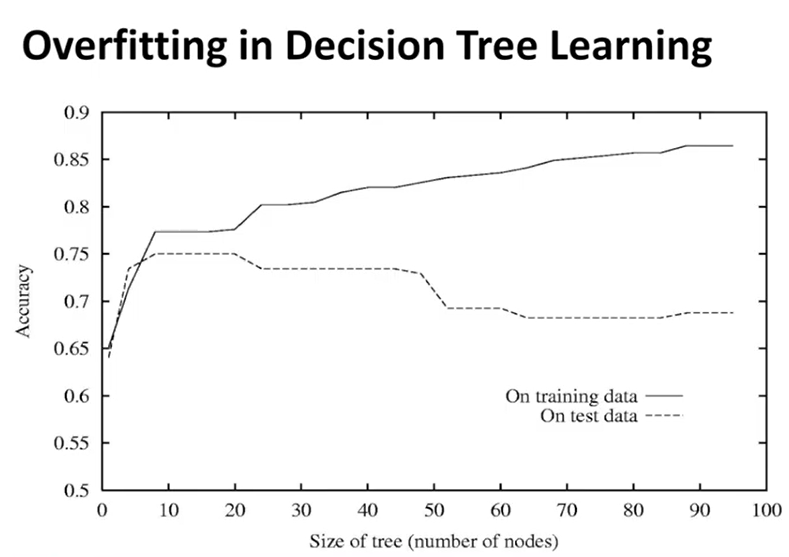 Overfitting in Decision Tree Learning
0.9
0.85
0.8
0.75
0.7
0.65
0.6
0.55
0.5
Accuracy
On training data
On test data
0 10 20 30 40 50 60 70 80 90 100
Size of tree (number of nodes)